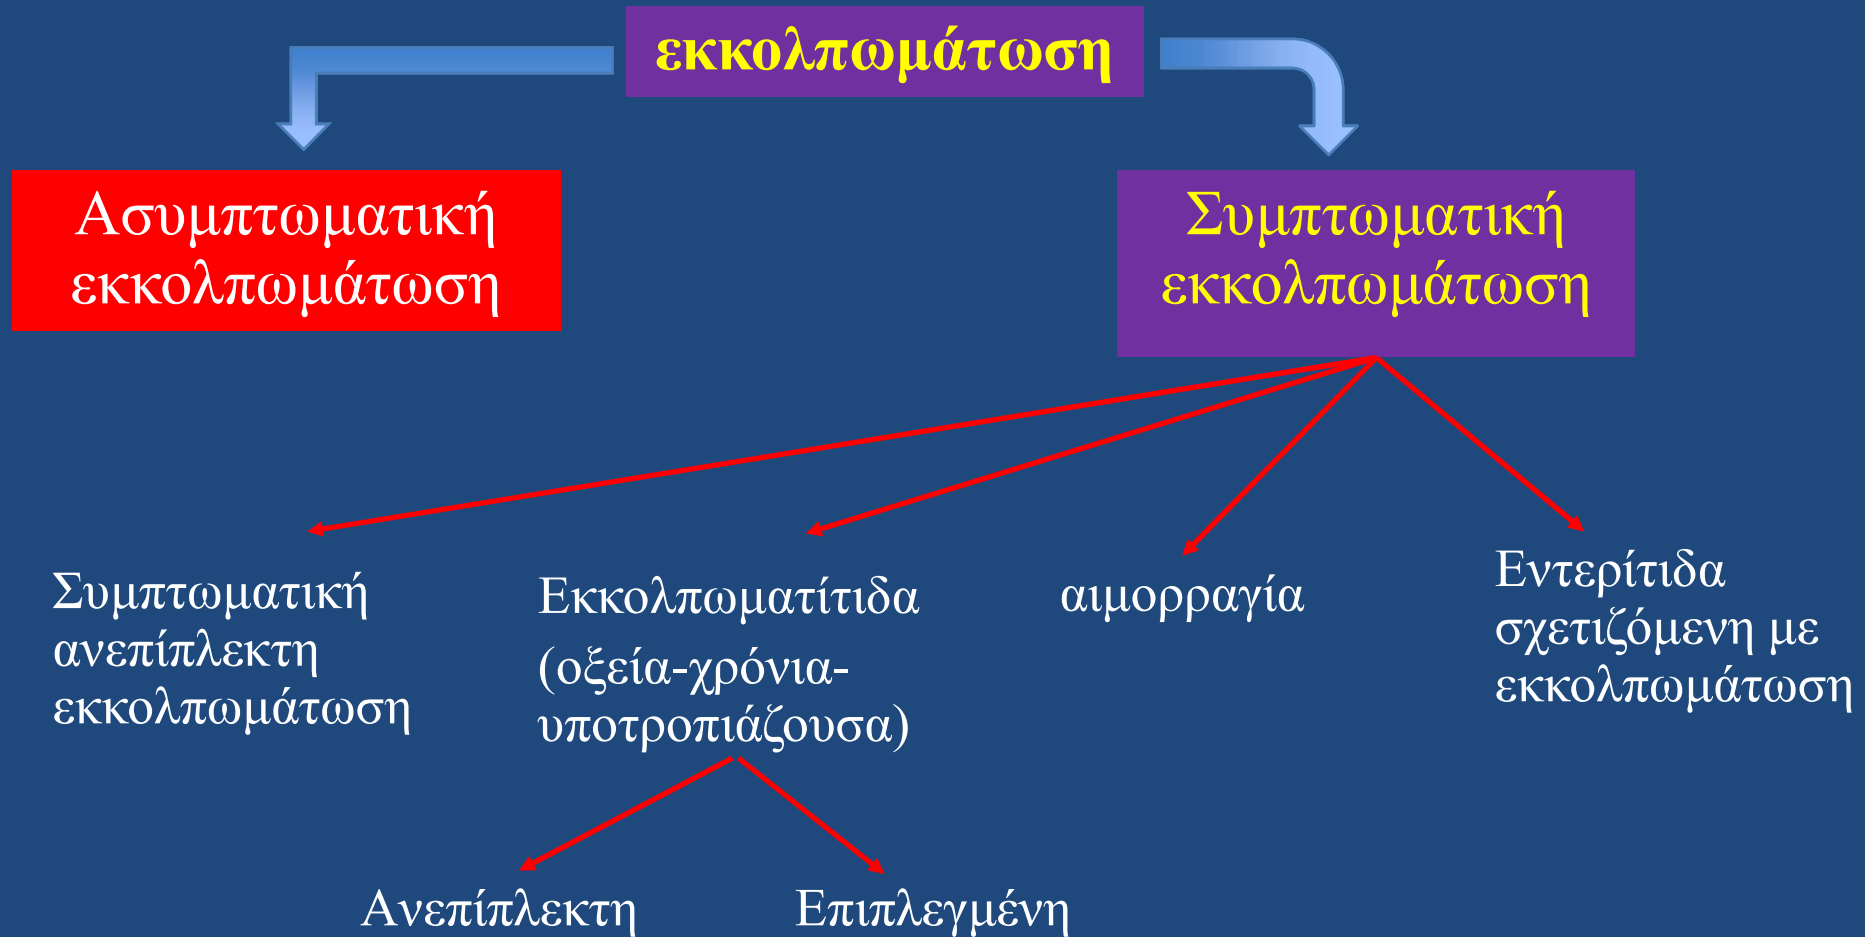 εκκολπωμάτωση
Ασυμπτωματική
εκκολπωμάτωση
Συμπτωματική
εκκολπωμάτωση
Συμπτωματική
ανεπίπλεκτη
εκκολπωμάτωση
Εκκολπωματίτιδα
(οξεία-χρόνια-
υποτροπιάζουσα)
αιμορραγία
Εντερίτιδα
σχετιζόμενη με
εκκολπωμάτωση
Ανεπίπλεκτη
Επιπλεγμένη